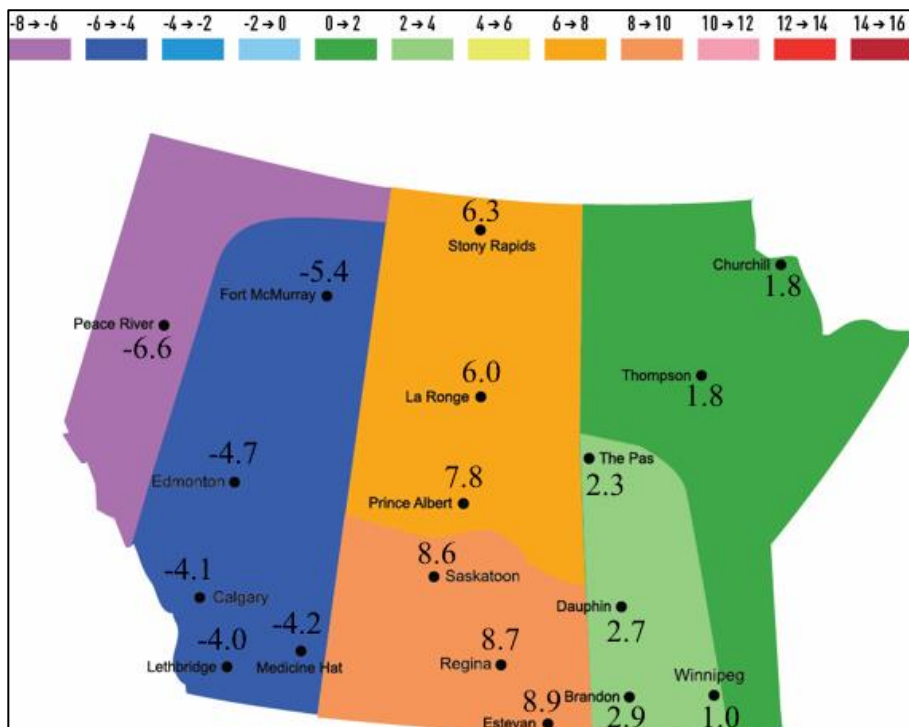 -8→-6 -6→-4 -4→-2 -2→0 0→2 2→4 4→6 6→8 8→10 10→12 12→14 14→16
6.3
Stony Rapids
Churchill
1.8
-5.4
Fort McMurray
Peace River
-6.6
6.0
La Ronge
Thompson
1.8
-4.7
Edmonton
The Pas
2.3
7.8
Prince Albert
8.6
Saskatoon
-4.1
Calgary
Dauphin
2.7
-4.0
Lethbridge
-4.2
Medicine Hat
8.7
Regina
Winnipeg
1.0
8.9
Estevan
Brandon
2.9